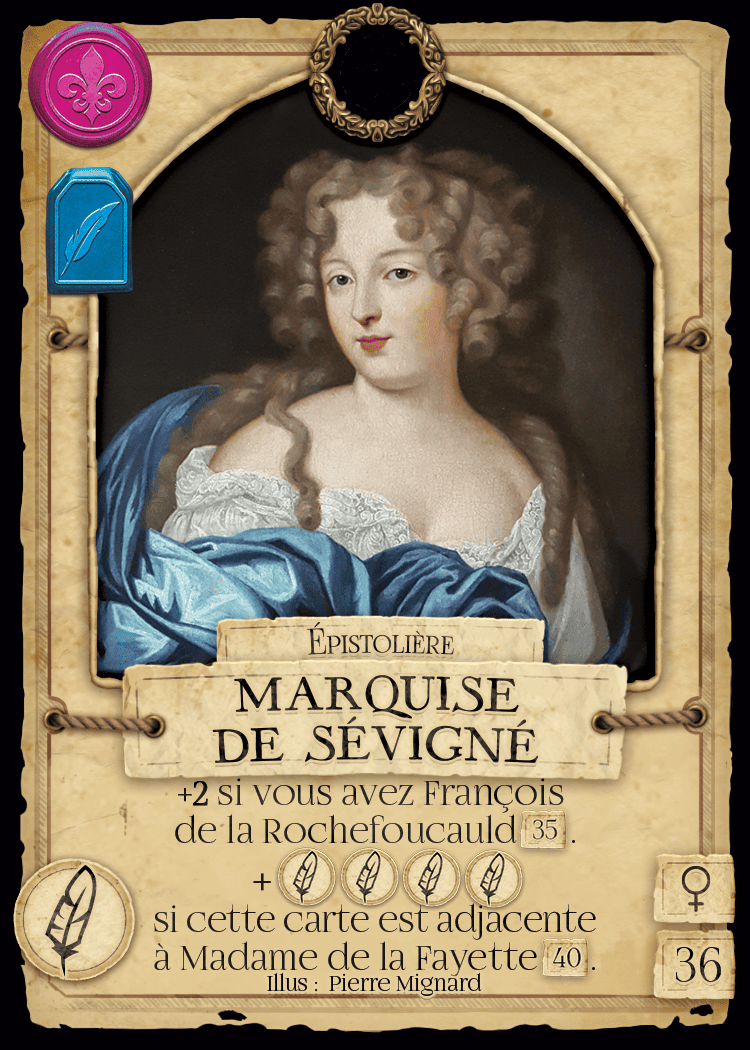 Épistolière
MARQUISE
DE SÉVIGNÉ
+2 si vous avez François
de la Rochefoucauld 35 .
+
si cette carte est adjacente
à Madame de la Fayette 40 .
Illus : Pierre Mignard
♀
36